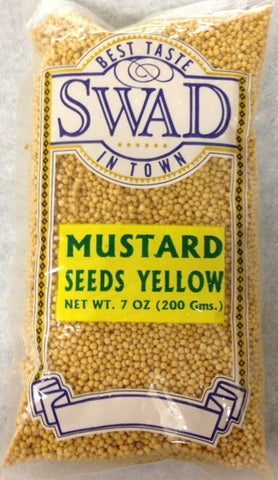 BEST TASTE
SWAD
IN TOWN
MUSTARD
SEEDS YELLOW
NET WT. 7 OZ (200 Gms.)